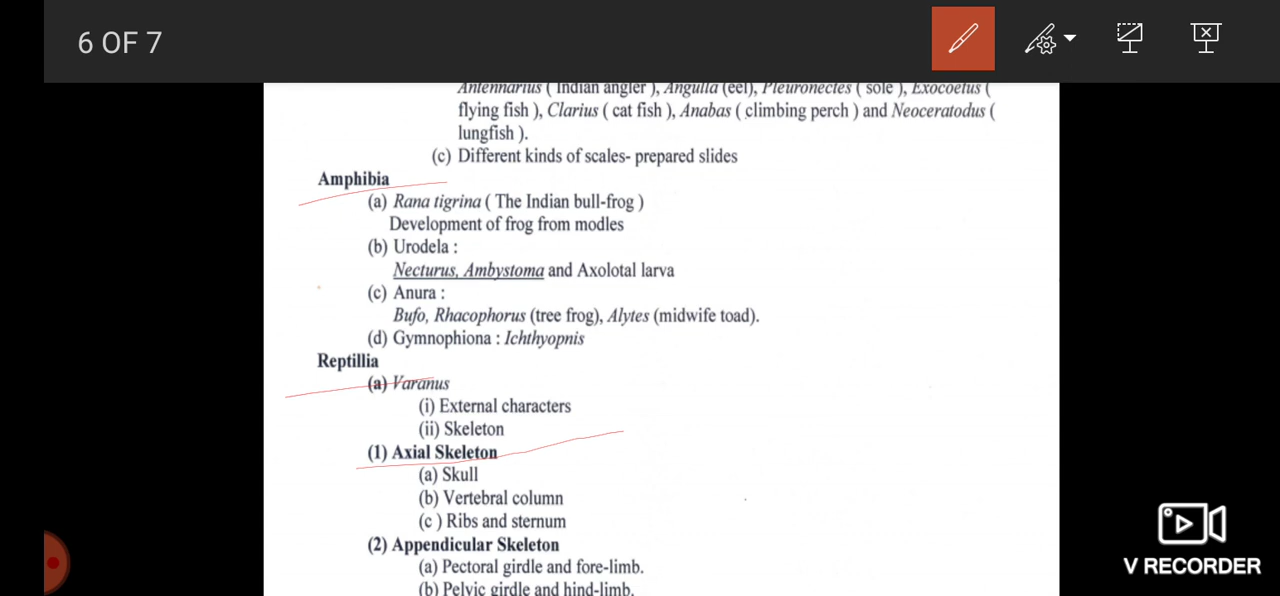 6 OF 7
Antennarius ( Indian angler ), Angulla (eel), Pleuronectes ( sole ), Exocoetus (
flying fish ), Clarius ( cat fish ), Anabas ( climbing perch ) and Neoceratodus (
lungfish ).
(c) Different kinds of scales- prepared slides
Amphibia
(a) Rana tigrina ( The Indian bull-frog )
Development of frog from modles
(b) Urodela :
Necturus, Ambystoma and Axolotal larva
(c) Anura :
Bufo, Rhacophorus (tree frog), Alytes (midwife toad).
(d) Gymnophiona : Ichthyopnis
Reptillia
(a) Varanus
(i) External characters
(ii) Skeleton
(1) Axial Skeleton
(a) Skull
(b) Vertebral column
(c ) Ribs and sternum
(2) Appendicular Skeleton
(a) Pectoral girdle and fore-limb.
(b) Pelvic girdle and hind-limb.
V RECORDER